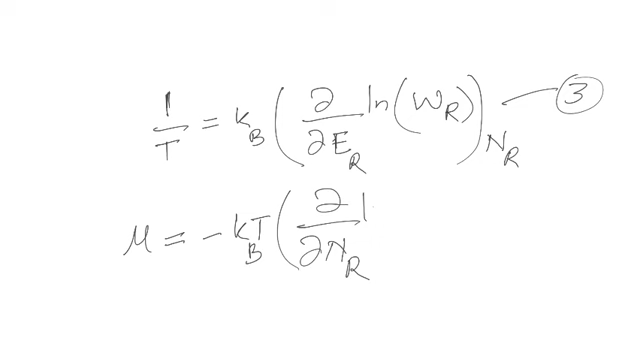 1/T = k_B ( ∂/∂E_R ln(W_R) )_{N_R} — ③
μ = - k_B T ( ∂/∂N_R l